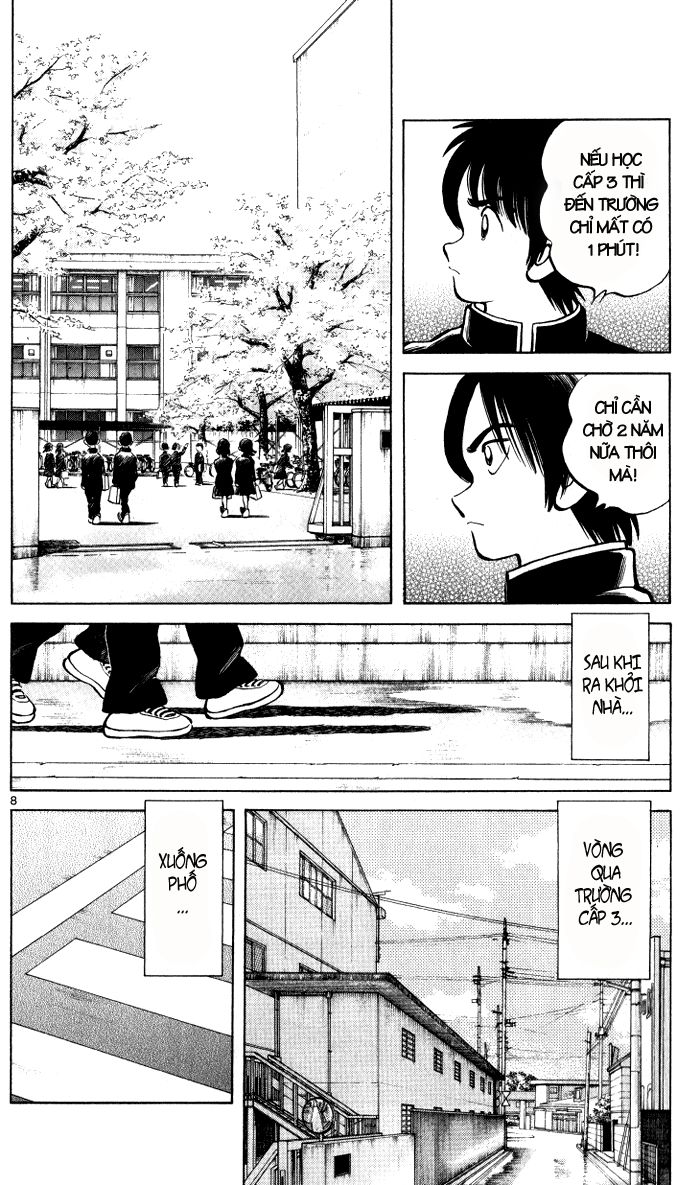 NẾU HỌC
CẤP 3 THÌ
ĐẾN TRƯỜNG
CHỈ MẤT CÓ
1 PHÚT!
CHỈ CẦN
CHỜ 2 NĂM
NỮA THÔI
MÀ!
SAU KHI
RA KHỎI
NHÀ...
8
VÒNG
QUA
TRƯỜNG
CẤP 3...
XUỐNG
PHỐ
...